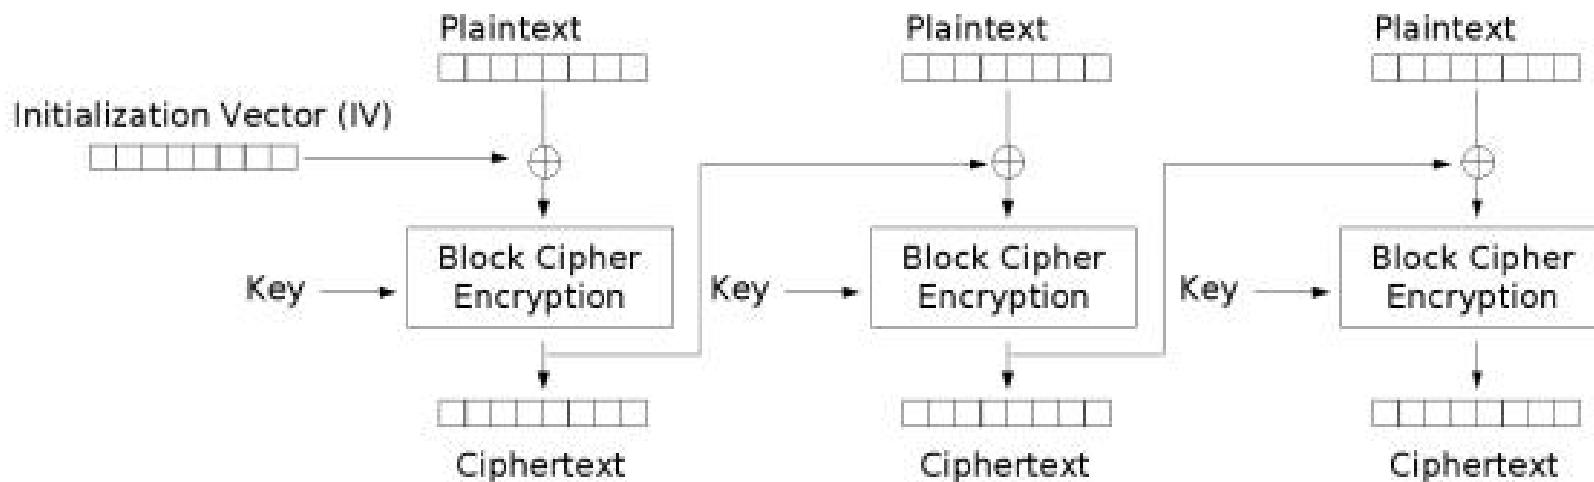 Plaintext
Plaintext
Plaintext
Initialization Vector (IV)
Block Cipher
Encryption
Key
Block Cipher
Encryption
Key
Block Cipher
Encryption
Key
Ciphertext
Ciphertext
Ciphertext